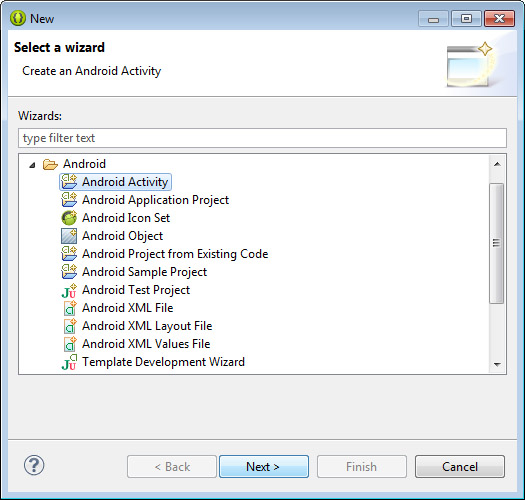 New
Select a wizard
Create an Android Activity
Wizards:
type filter text
Android
Android Activity
Android Application Project
Android Icon Set
Android Object
Android Project from Existing Code
Android Sample Project
Android Test Project
Android XML File
Android XML Layout File
Android XML Values File
Template Development Wizard
< Back
Next >
Finish
Cancel